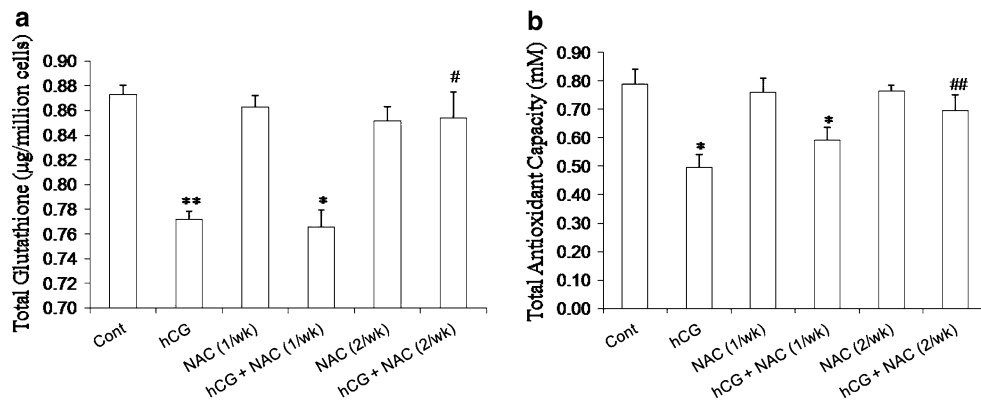 a
Total Glutathione (µg/million cells)
0.90
0.88
0.86
0.84
0.82
0.80
0.78
0.76
0.74
0.72
0.70
**
*
#
Cont
hCG
NAC (1/wk)
hCG + NAC (1/wk)
NAC (2/wk)
hCG + NAC (2/wk)
b
Total Antioxidant Capacity (mM)
0.90
0.80
0.70
0.60
0.50
0.40
0.30
0.20
0.10
0.00
*
*
##
Cont
hCG
NAC (1/wk)
hCG + NAC (1/wk)
NAC (2/wk)
hCG + NAC (2/wk)